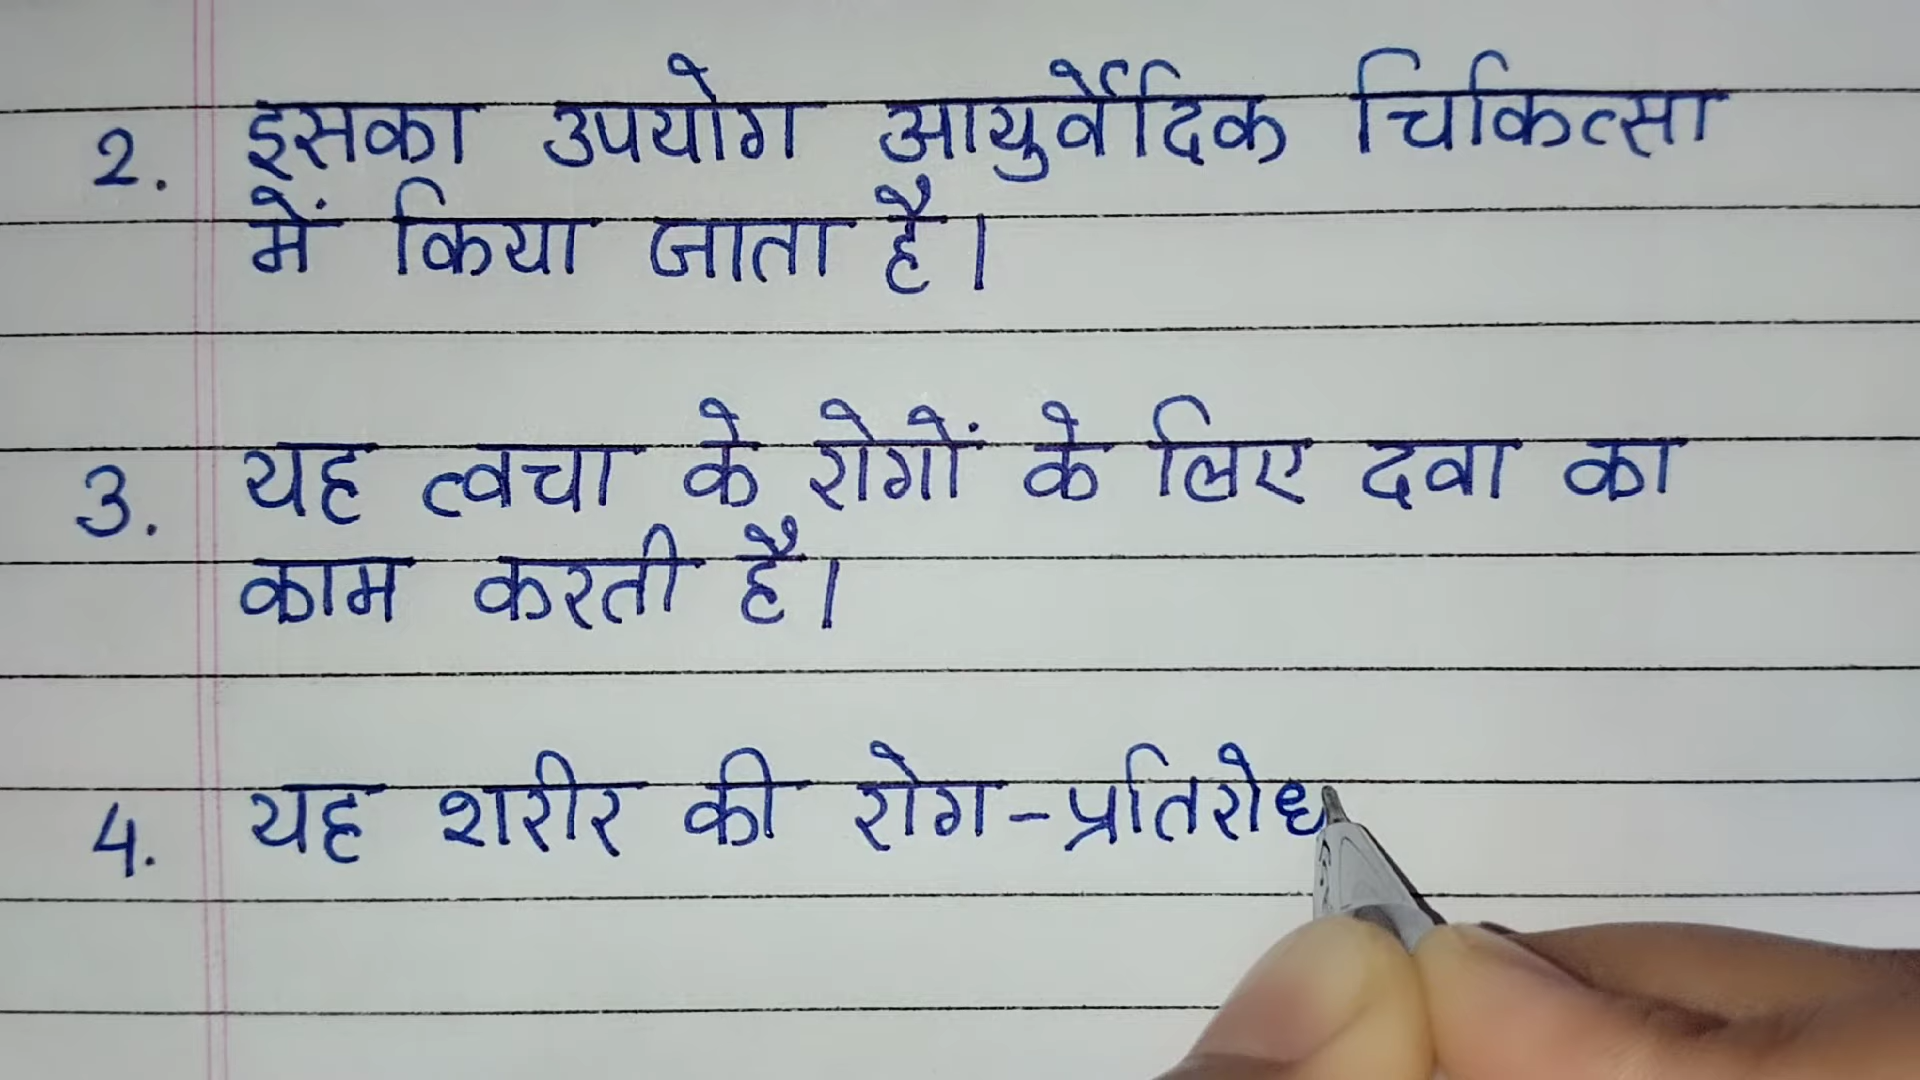 2. इसका उपयोग आयुर्वेदिक चिकित्सा
में किया जाता है।
3. यह त्वचा के रोगों के लिए दवा का
काम करती है।
4. यह शरीर की रोग-प्रतिरोध